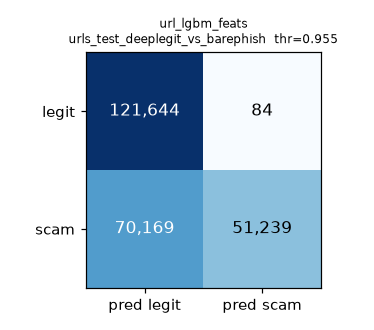 url_lgbm_feats
urls_test_deeplegit_vs_barephish  thr=0.955
legit
121,644
84
scam
70,169
51,239
pred legit
pred scam